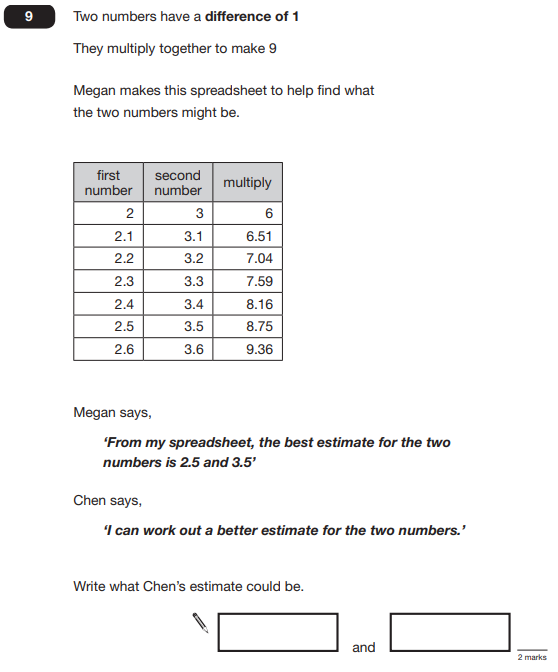 9 Two numbers have a difference of 1
They multiply together to make 9
Megan makes this spreadsheet to help find what
the two numbers might be.
first number second number multiply
2 3 6
2.1 3.1 6.51
2.2 3.2 7.04
2.3 3.3 7.59
2.4 3.4 8.16
2.5 3.5 8.75
2.6 3.6 9.36
Megan says,
‘From my spreadsheet, the best estimate for the two
numbers is 2.5 and 3.5’
Chen says,
‘I can work out a better estimate for the two numbers.’
Write what Chen’s estimate could be.
and
2 marks